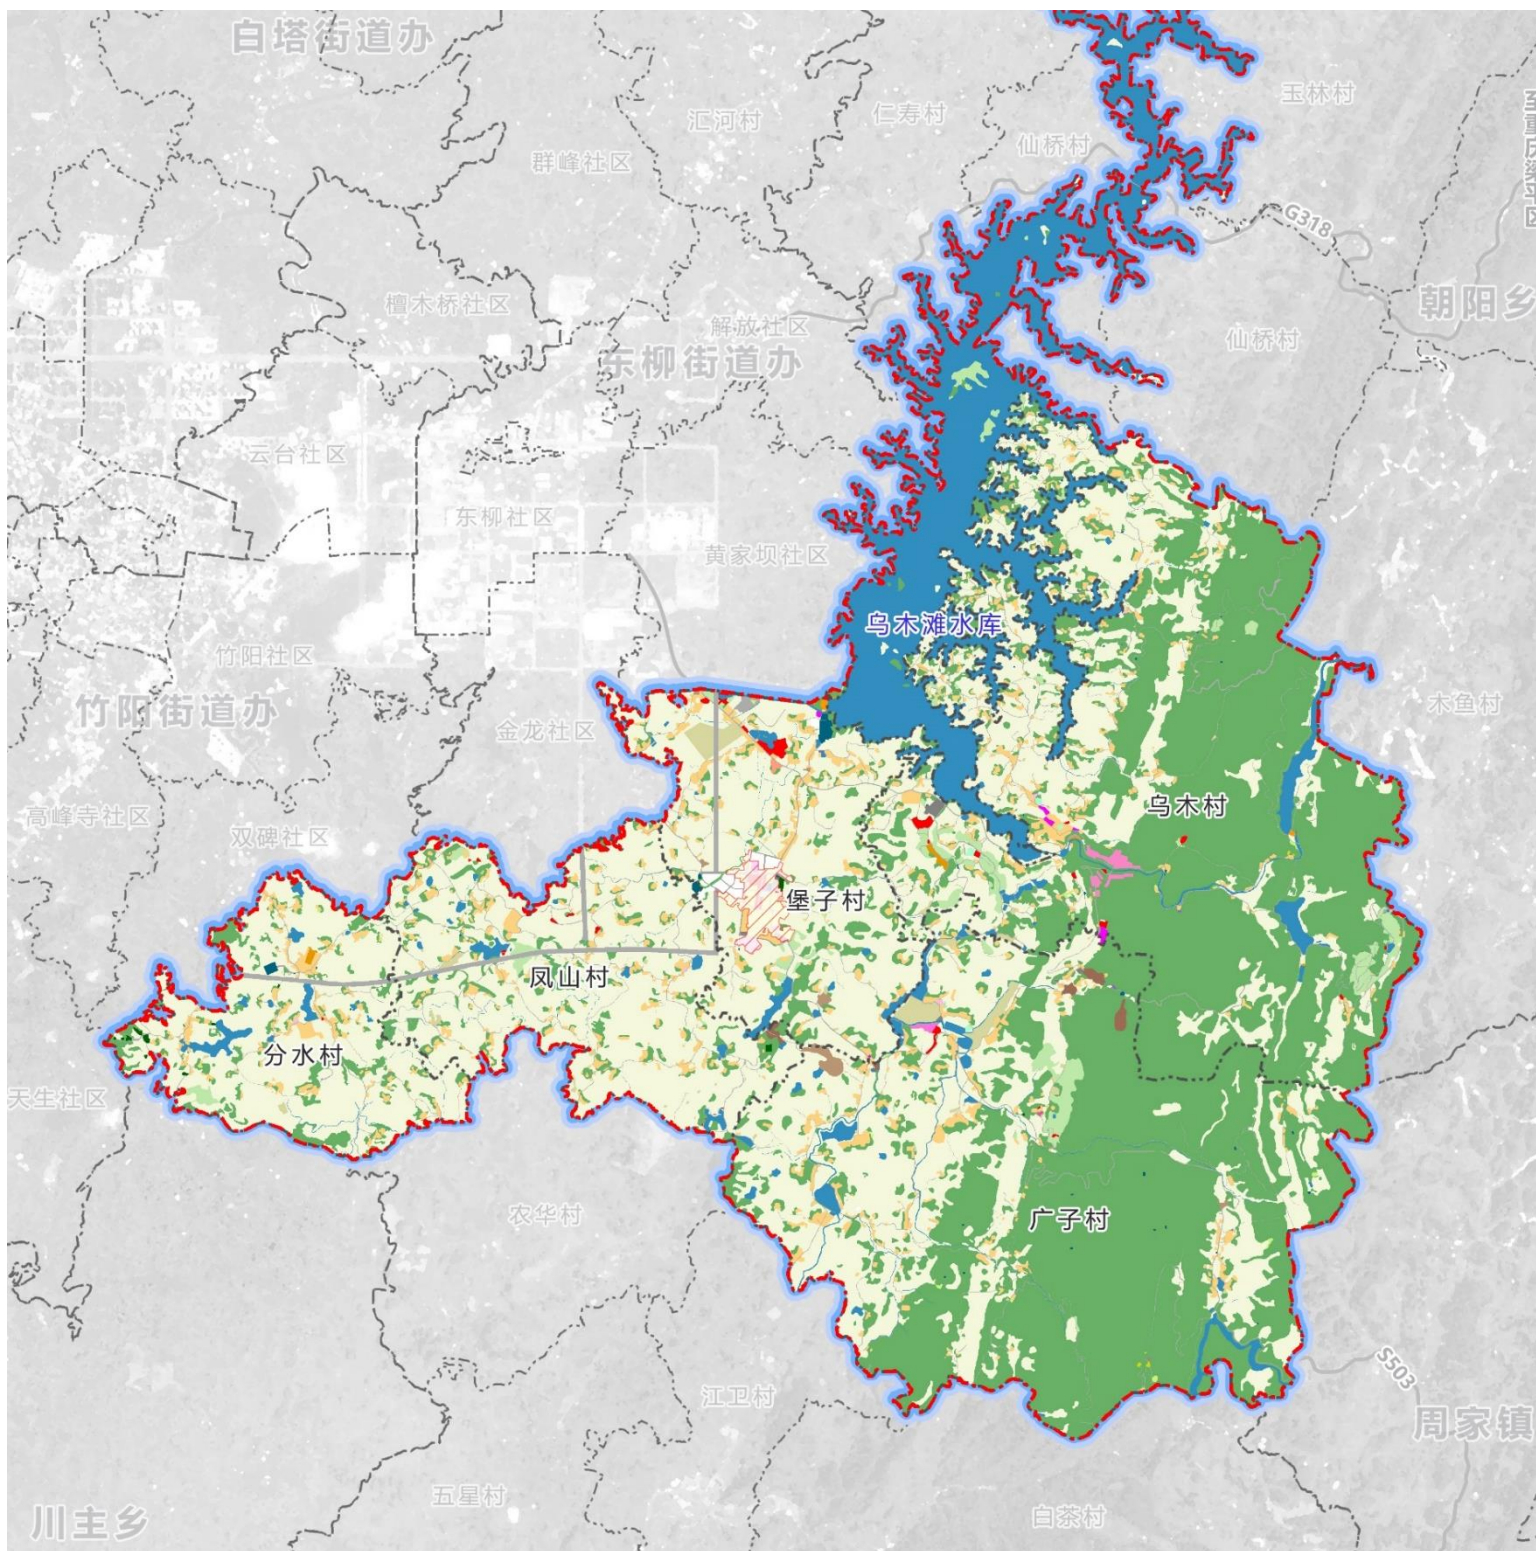 白塔街道办
玉林村
仁寿村
汇河村
至重庆梁平区
仙桥村
群峰社区
G318
檀木桥社区
朝阳乡
解放社区
仙桥村
东柳街道办
云台社区
东柳社区
黄家坝社区
乌木滩水库
竹阳社区
木鱼村
竹阳街道办
金龙社区
乌木村
高峰寺社区
双碑社区
堡子村
凤山村
分水村
天生社区
农华村
广子村
S503
江卫村
周家镇
五星村
白茶村
川主乡